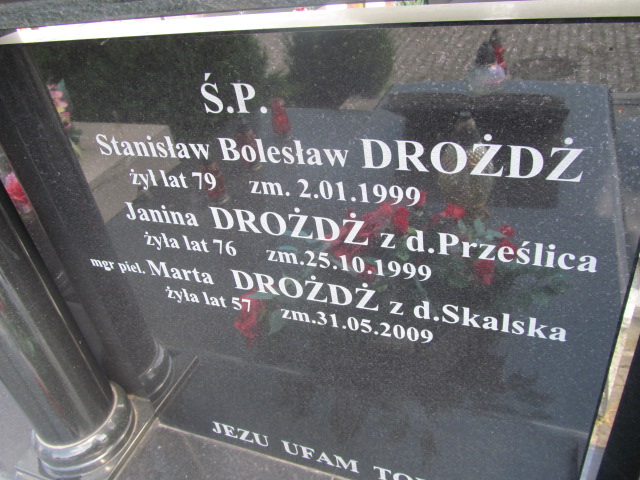 Ś.P.
Stanisław Bolesław DROŻDŻ
żył lat 79 zm. 2.01.1999
Janina DROŻDŻ z d.Prześlica
żyła lat 76 zm.25.10.1999
mgr piel. Marta DROŻDŻ z d.Skalska
żyła lat 57 zm.31.05.2009
JEZU UFAM